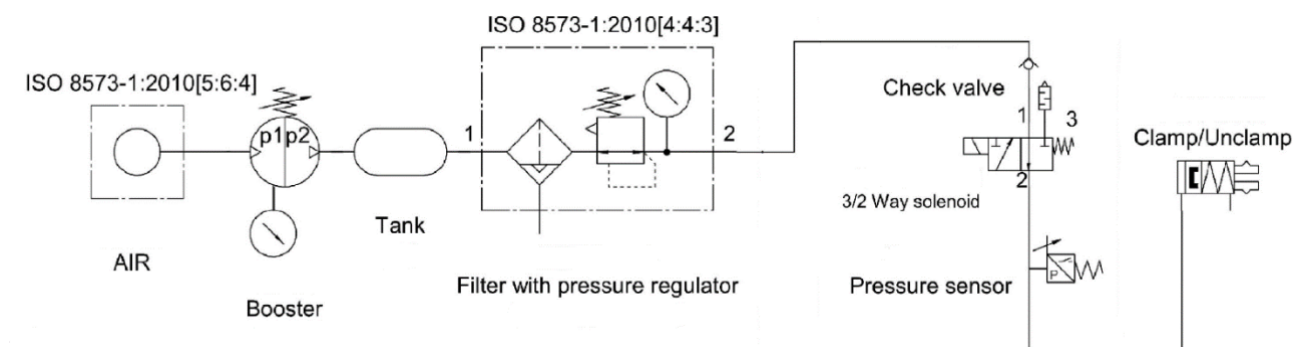 ISO 8573-1:2010[4:4:3]
ISO 8573-1:2010[5:6:4]
p1 p2
1
2
Check valve
1
3
2
Clamp/Unclamp
3/2 Way solenoid
Tank
AIR
Booster
Filter with pressure regulator
Pressure sensor
P